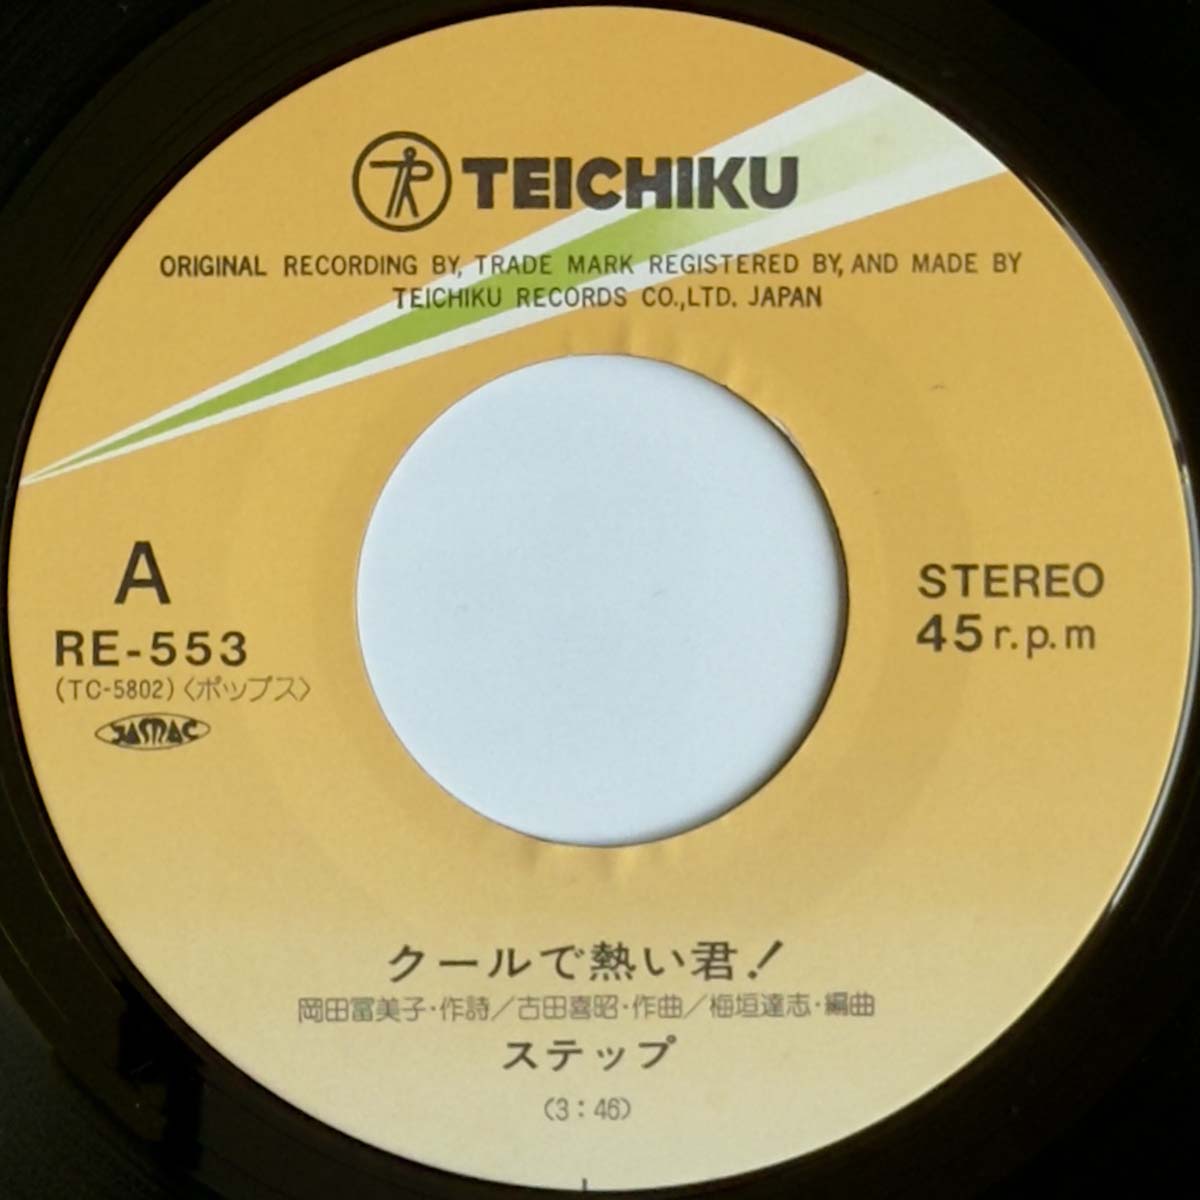 TEICHIKU
ORIGINAL RECORDING BY, TRADE MARK REGISTERED BY, AND MADE BY
TEICHIKU RECORDS CO.,LTD. JAPAN
A
RE-553
(TC-5802)〈ポップス〉
JASRAC
STEREO
45 r.p.m
クールで熱い君!
岡田冨美子・作詩/古田喜昭・作曲/梅垣達志・編曲
ステップ
(3:46)